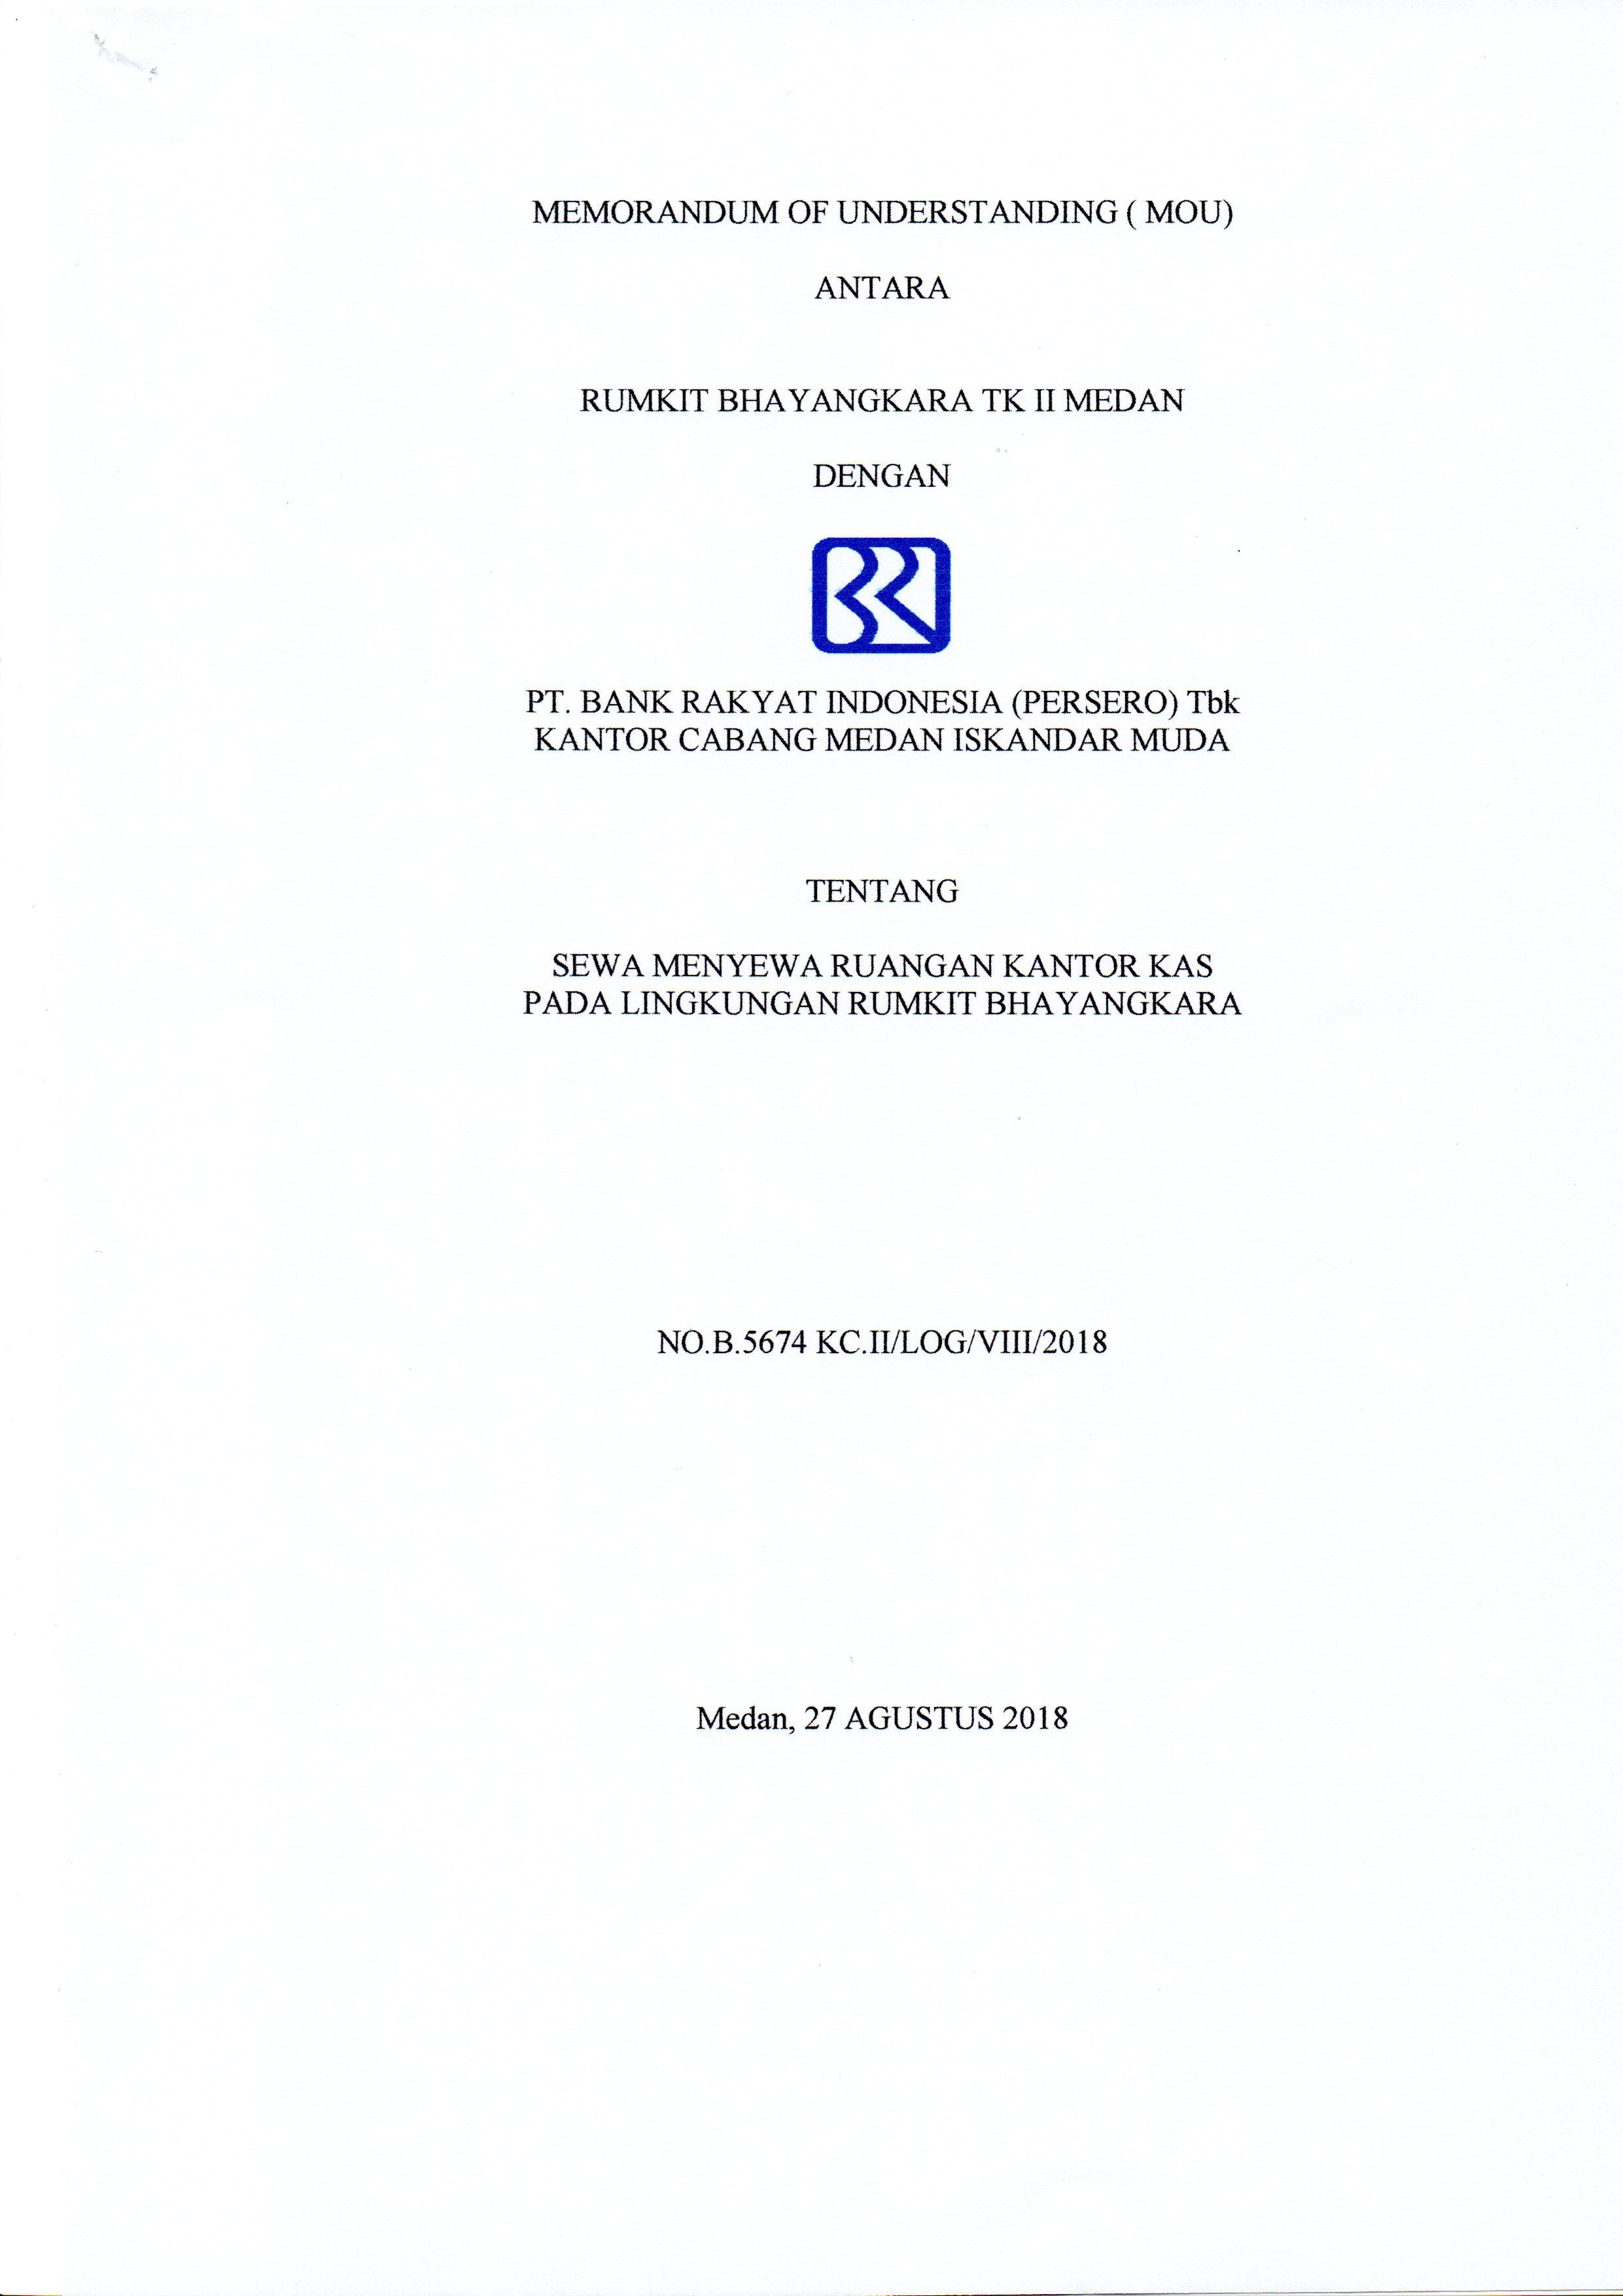 MEMORANDUM OF UNDERSTANDING ( MOU)
ANTARA
RUMKIT BHAYANGKARA TK II MEDAN
DENGAN
PT. BANK RAKYAT INDONESIA (PERSERO) Tbk
KANTOR CABANG MEDAN ISKANDAR MUDA
TENTANG
SEWA MENYEWA RUANGAN KANTOR KAS
PADA LINGKUNGAN RUMKIT BHAYANGKARA
NO.B.5674 KC.II/LOG/VIII/2018
Medan, 27 AGUSTUS 2018